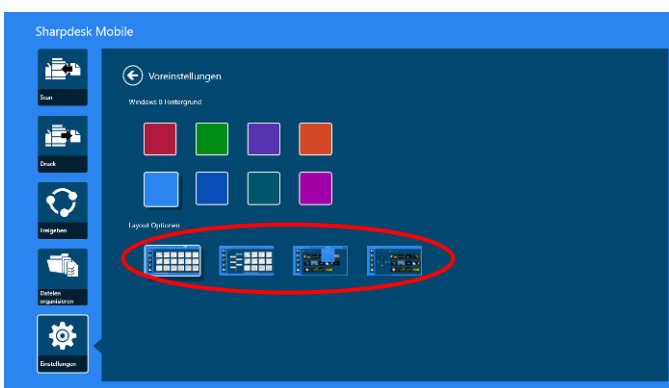 Sharpdesk Mobile
Voreinstellungen
Scan
Windows 8 Hintergrund
Druck
Freigeben
Layout Optionen
Dateien
organisieren
Einstellungen